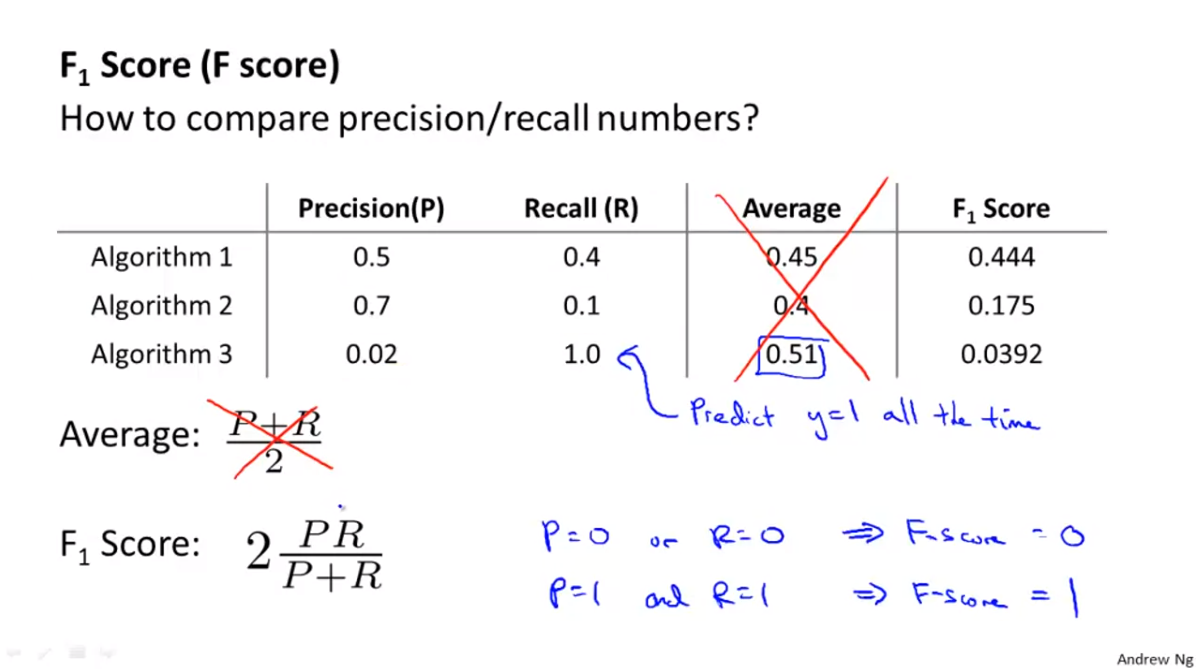 F₁ Score (F score)
How to compare precision/recall numbers?
Precision(P) Recall (R) Average F₁ Score
Algorithm 1 0.5 0.4 0.45 0.444
Algorithm 2 0.7 0.1 0.4 0.175
Algorithm 3 0.02 1.0 0.51 0.0392
Predict y=1 all the time
Average: P+R
2
F₁ Score: 2 PR
P+R
P=0 or R=0 ⇒ F-score = 0
P=1 and R=1 ⇒ F-score = 1
Andrew Ng